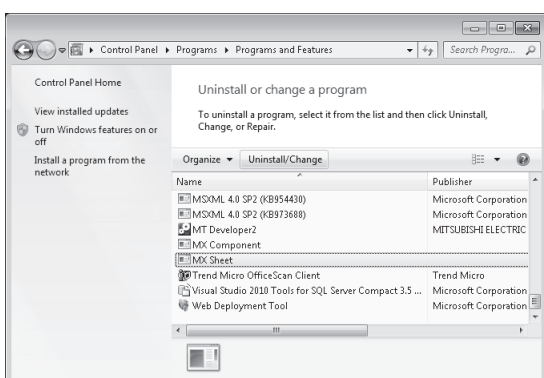 Control Panel ▸ Programs ▸ Programs and Features
Search Progra...
Control Panel Home
View installed updates
Turn Windows features on or
off
Install a program from the
network
Uninstall or change a program
To uninstall a program, select it from the list and then click Uninstall,
Change, or Repair.
Organize ▾ Uninstall/Change
Name Publisher
MSXML 4.0 SP2 (KB954430) Microsoft Corporation
MSXML 4.0 SP2 (KB973688) Microsoft Corporation
MT Developer2 MITSUBISHI ELECTRIC
MX Component
MX Sheet
Trend Micro OfficeScan Client Trend Micro
Visual Studio 2010 Tools for SQL Server Compact 3.5 ... Microsoft Corporation
Web Deployment Tool Microsoft Corporation